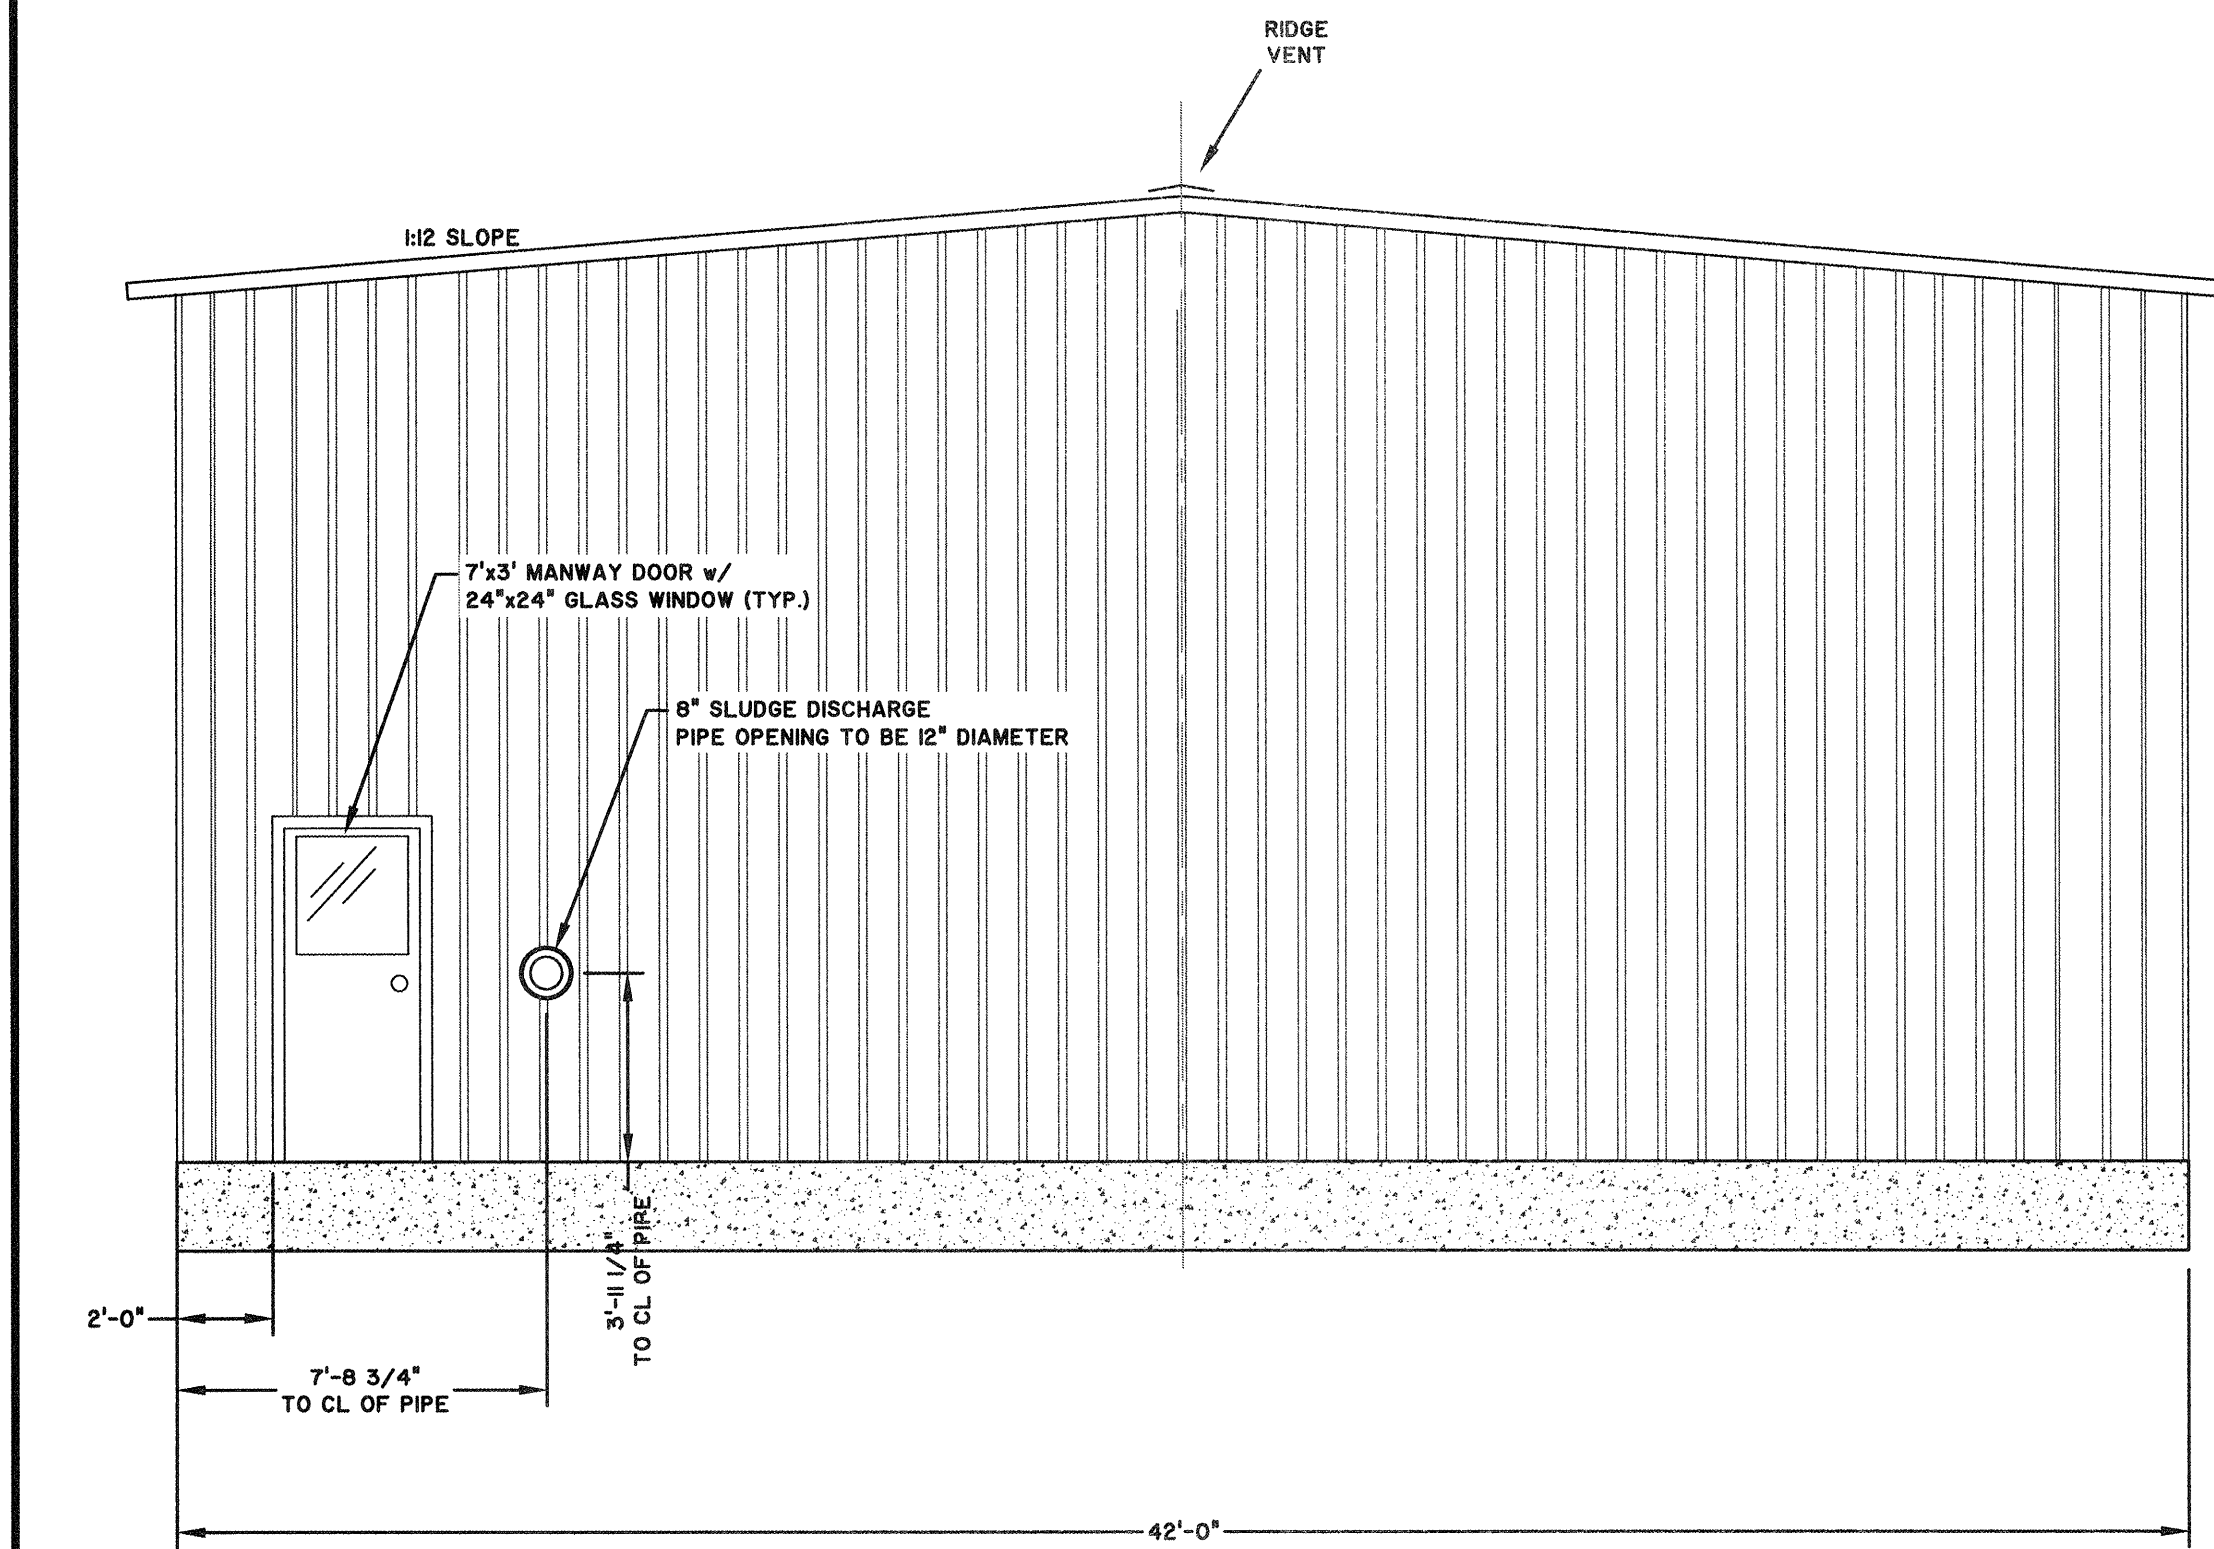 RIDGE
VENT
1:12 SLOPE
7'x3' MANWAY DOOR w/
24"x24" GLASS WINDOW (TYP.)
8" SLUDGE DISCHARGE
PIPE OPENING TO BE 12" DIAMETER
3'-11 1/4"
TO CL OF PIPE
2'-0"
7'-8 3/4"
TO CL OF PIPE
42'-0"